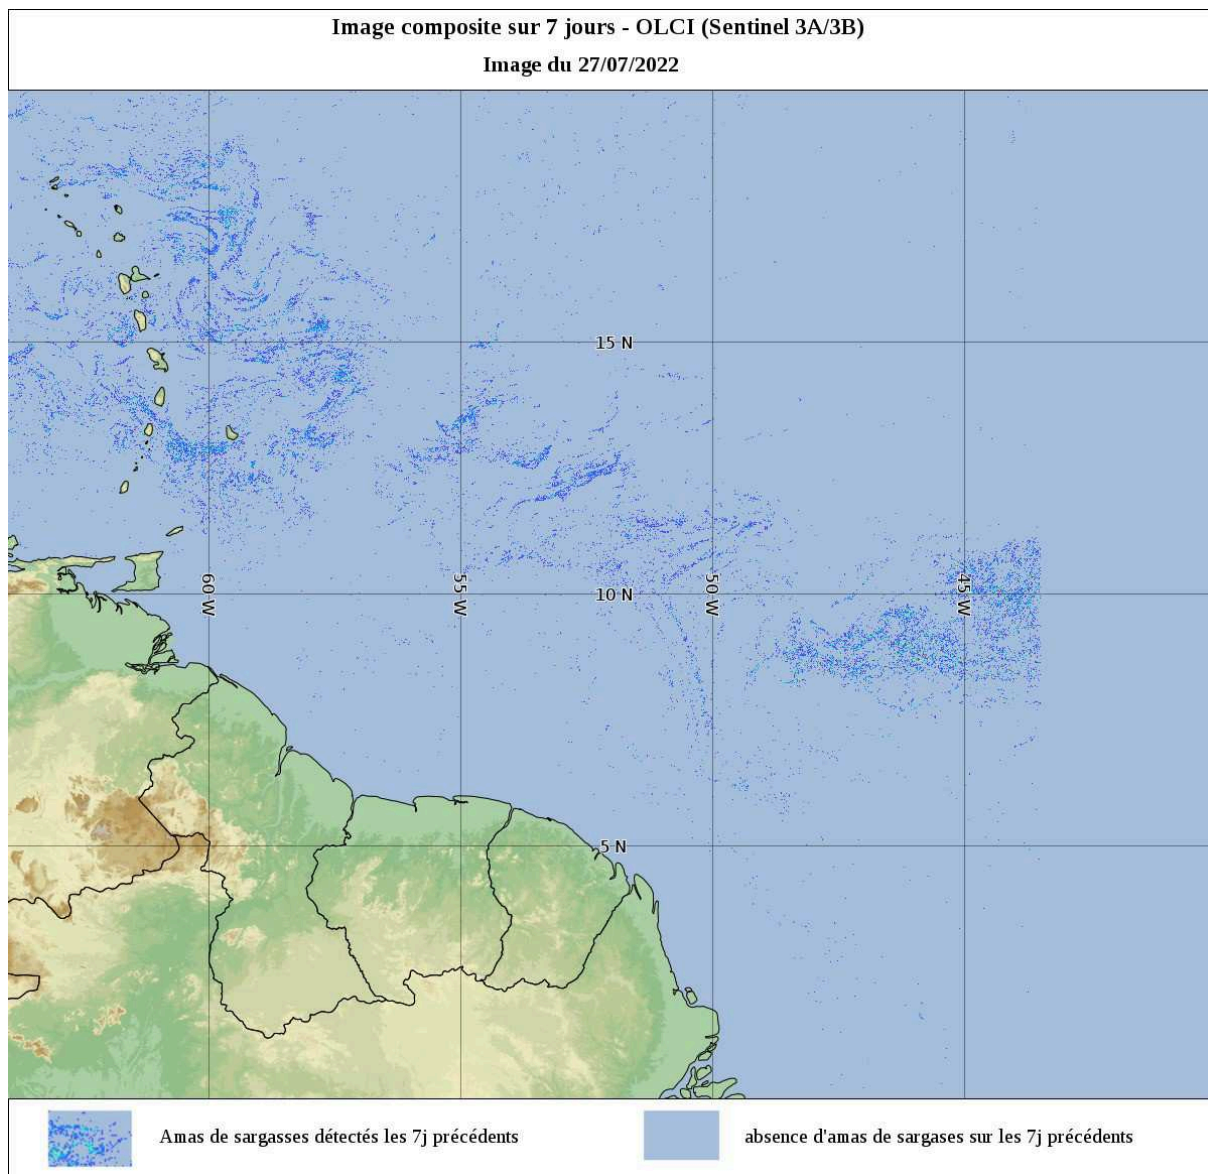 Image composite sur 7 jours - OLCI (Sentinel 3A/3B)
Image du 27/07/2022
15 N
60 W
55 W
10 N
50 W
45 W
5 N
Amas de sargasses détectés les 7j précédents
absence d'amas de sargases sur les 7j précédents